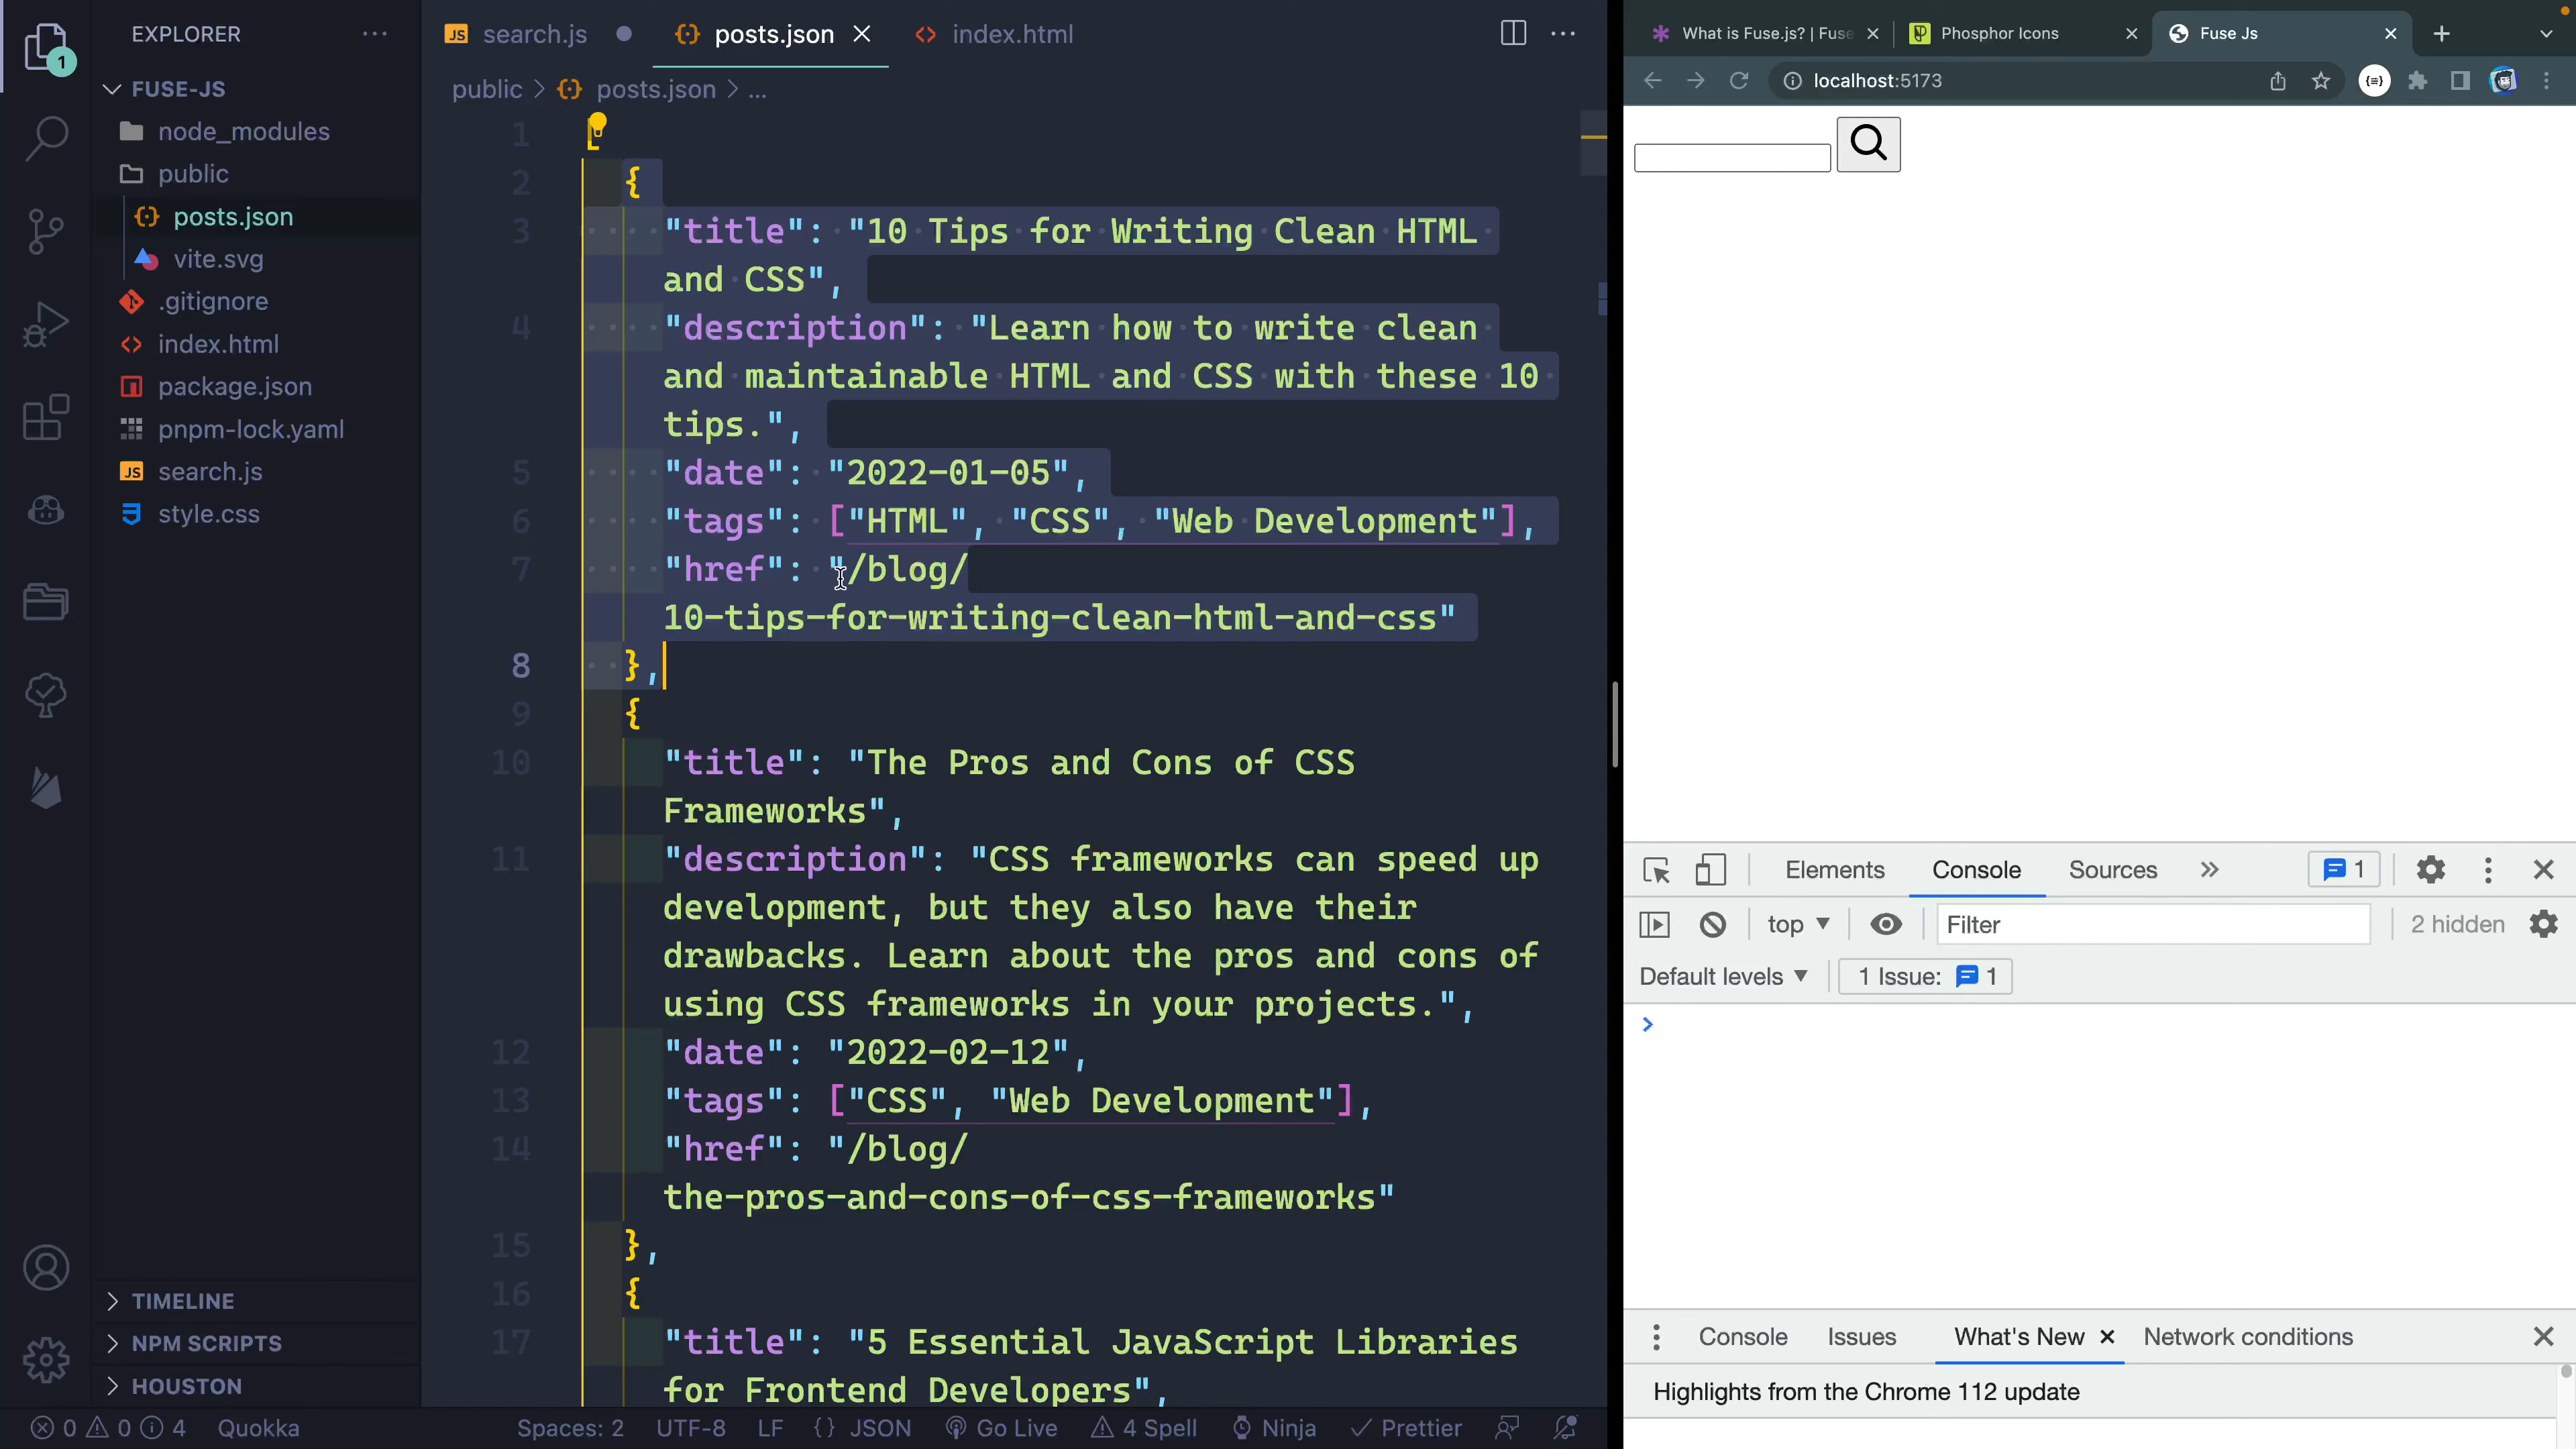 EXPLORER
1
FUSE-JS
node_modules
public
posts.json
vite.svg
.gitignore
index.html
package.json
pnpm-lock.yaml
JS search.js
style.css
TIMELINE
NPM SCRIPTS
HOUSTON
JS search.js
posts.json
index.html
public > posts.json > ...
1 [
2 {
3 "title": "10 Tips for Writing Clean HTML
and CSS",
4 "description": "Learn how to write clean
and maintainable HTML and CSS with these 10
tips.",
5 "date": "2022-01-05",
6 "tags": ["HTML", "CSS", "Web Development"],
7 "href": "/blog/
10-tips-for-writing-clean-html-and-css"
8 },
9 {
10 "title": "The Pros and Cons of CSS
Frameworks",
11 "description": "CSS frameworks can speed up
development, but they also have their
drawbacks. Learn about the pros and cons of
using CSS frameworks in your projects.",
12 "date": "2022-02-12",
13 "tags": ["CSS", "Web Development"],
14 "href": "/blog/
the-pros-and-cons-of-css-frameworks"
15 },
16 {
17 "title": "5 Essential JavaScript Libraries
for Frontend Developers",
0 0 4 Quokka Spaces: 2 UTF-8 LF {} JSON Go Live 4 Spell Ninja Prettier
What is Fuse.js? | Fuse
Phosphor Icons
Fuse Js
localhost:5173
Elements Console Sources 1
top Filter 2 hidden
Default levels 1 Issue: 1
Console Issues What's New Network conditions
Highlights from the Chrome 112 update